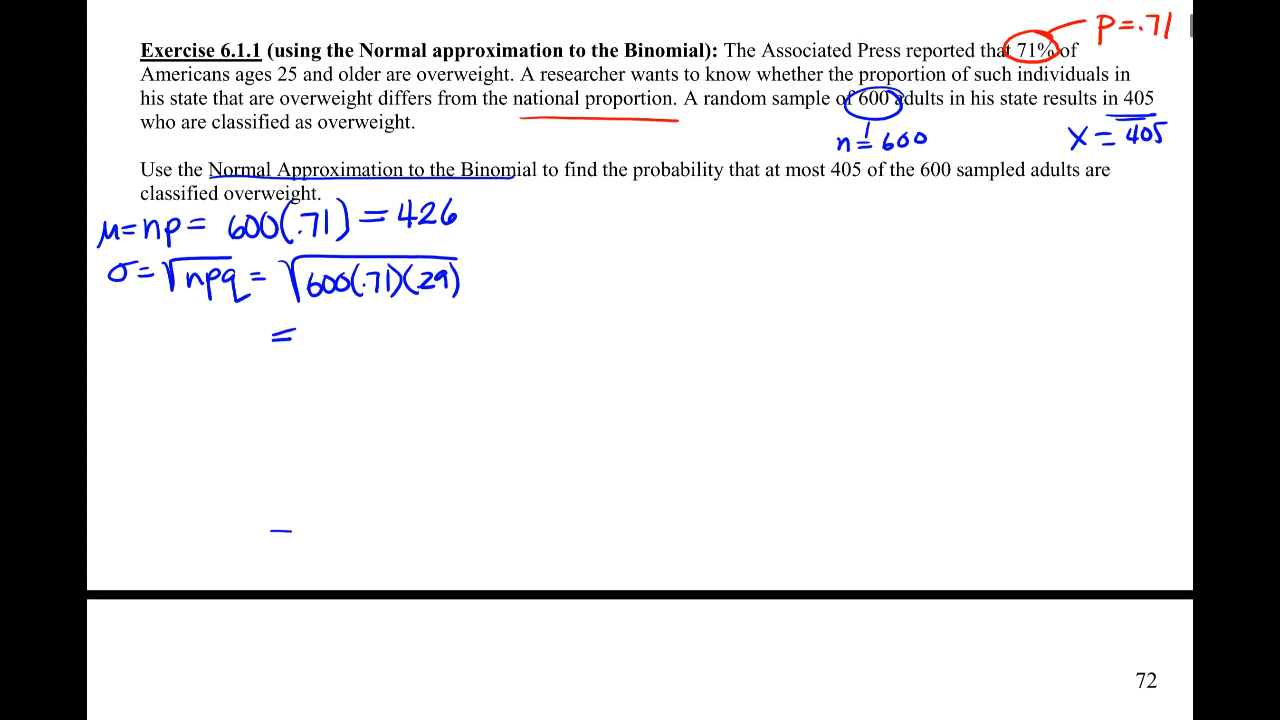 P=.71
Exercise 6.1.1 (using the Normal approximation to the Binomial): The Associated Press reported that 71% of
Americans ages 25 and older are overweight. A researcher wants to know whether the proportion of such individuals in
his state that are overweight differs from the national proportion. A random sample of 600 adults in his state results in 405
who are classified as overweight.
n=600
X=405
Use the Normal Approximation to the Binomial to find the probability that at most 405 of the 600 sampled adults are
classified overweight.
μ=np= 600(.71) = 426
σ=√npq = √600(.71)(29)
=
72